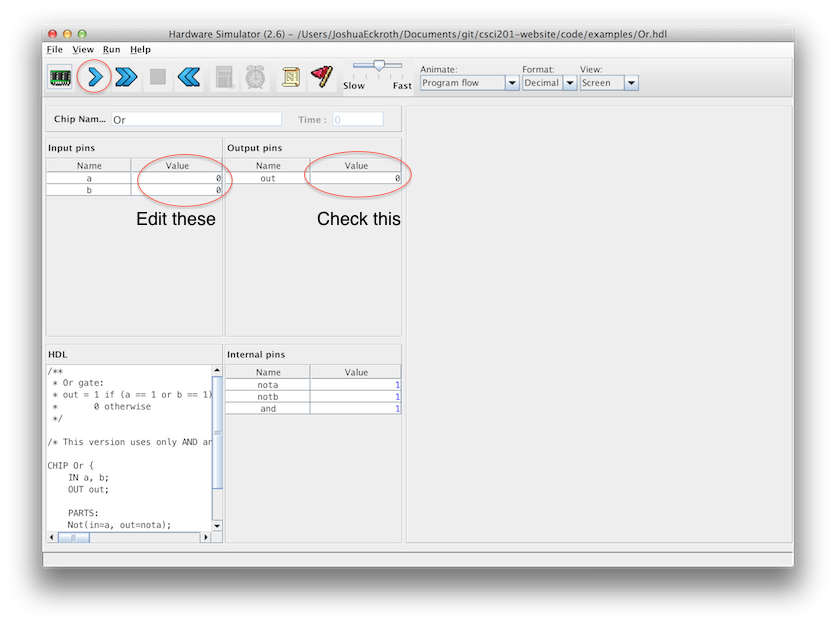 Hardware Simulator (2.6) – /Users/JoshuaEckroth/Documents/git/csci201-website/code/examples/Or.hdl
File View Run Help
Slow Fast
Animate: Format: View:
Program flow Decimal Screen
Chip Nam... Or Time : 0
Input pins Output pins
Name Value Name Value
a 0 out 0
b 0
Edit these Check this
HDL Internal pins
/** Name Value
* Or gate: nota 1
* out = 1 if (a == 1 or b == 1) notb 1
* 0 otherwise and 1
*/
/* This version uses only AND ar
CHIP Or {
IN a, b;
OUT out;
PARTS:
Not(in=a, out=nota);